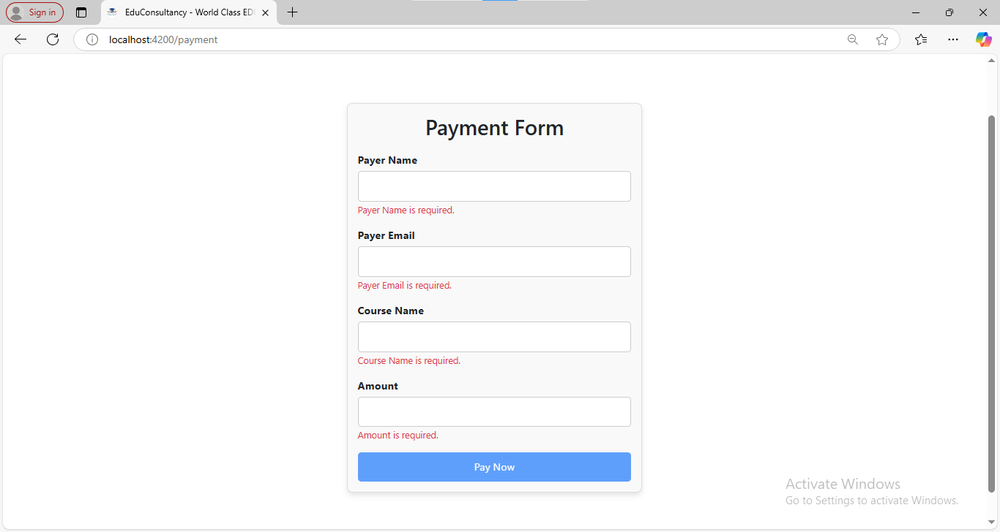 Sign in
EduConsultancy - World Class ED
localhost:4200/payment
Payment Form
Payer Name
Payer Name is required.
Payer Email
Payer Email is required.
Course Name
Course Name is required.
Amount
Amount is required.
Pay Now
Activate Windows
Go to Settings to activate Windows.